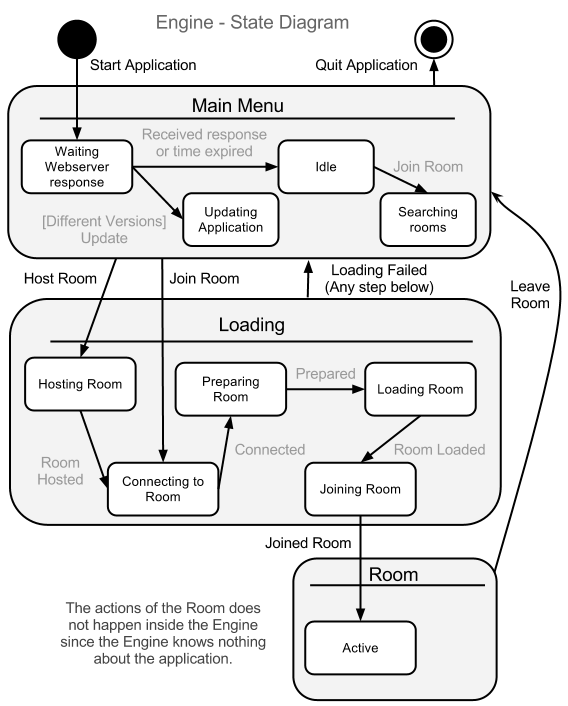 Engine - State Diagram
Start Application
Quit Application
Main Menu
Received response
or time expired
Waiting
Webserver
response
Idle
Join Room
[Different Versions]
Update
Updating
Application
Searching
rooms
Host Room
Join Room
Loading Failed
(Any step below)
Leave
Room
Loading
Hosting Room
Preparing
Room
Prepared
Loading Room
Room
Hosted
Connected
Room Loaded
Connecting to
Room
Joining Room
Joined Room
Room
The actions of the Room does
not happen inside the Engine
since the Engine knows nothing
about the application.
Active